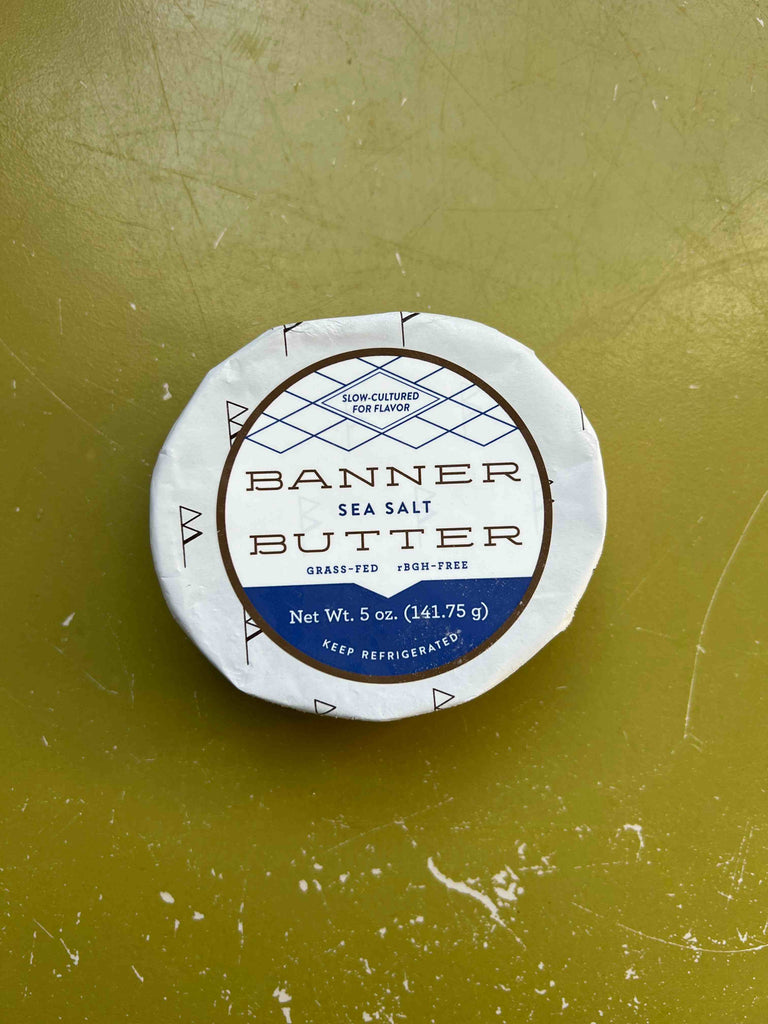 SLOW-CULTURED
FOR FLAVOR
BANNER
SEA SALT
BUTTER
GRASS-FED rBGH-FREE
Net Wt. 5 oz. (141.75 g)
KEEP REFRIGERATED